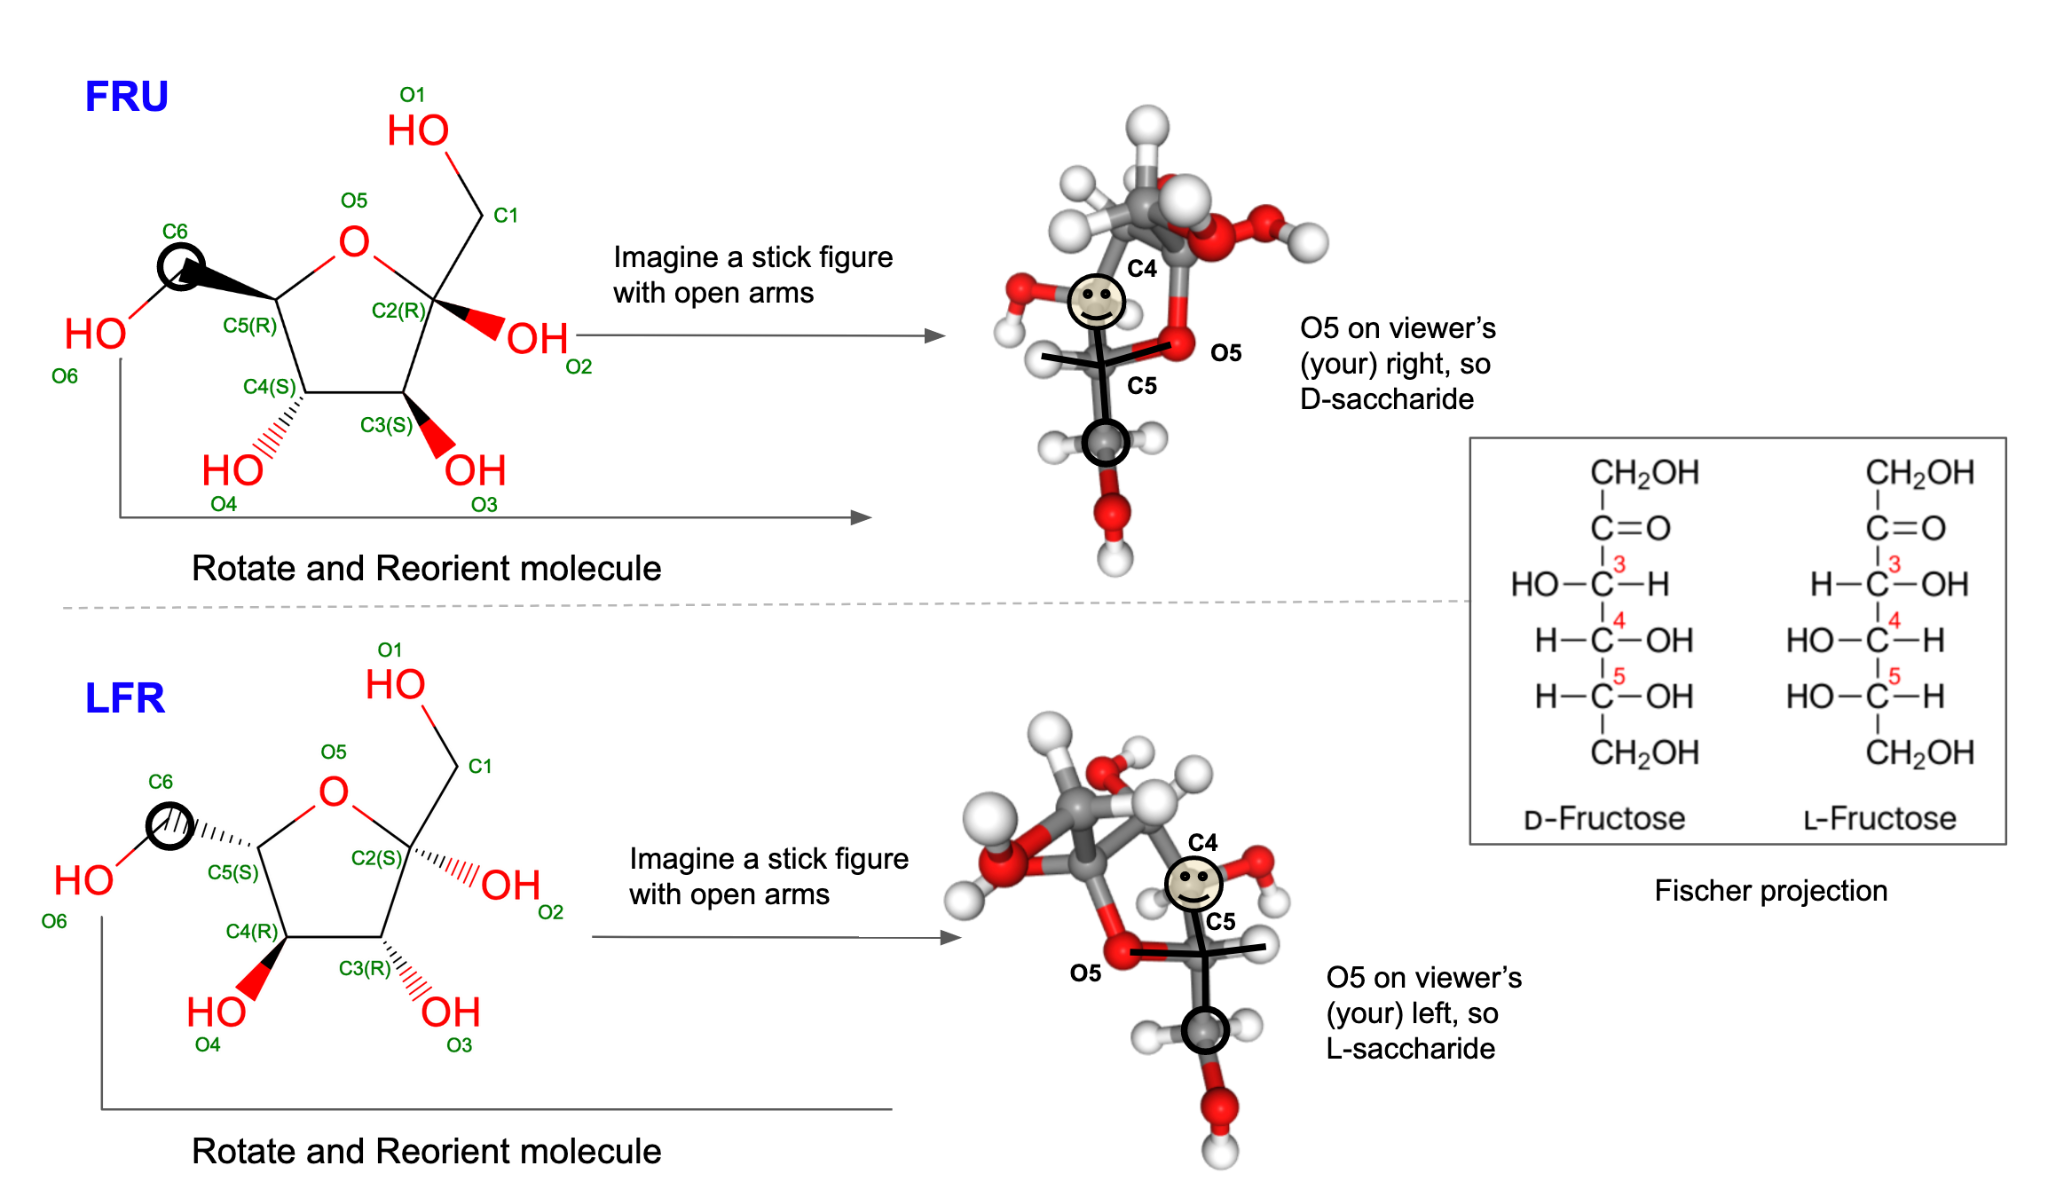 FRU
O1
HO
C1
O5
O
C6
C5(R)
C2(R)
OH
O2
HO
O6
C4(S)
C3(S)
HO
O4
OH
O3
Rotate and Reorient molecule
Imagine a stick figure
with open arms
C4
O5
C5
O5 on viewer’s
(your) right, so
D-saccharide
LFR
O1
HO
C1
O5
O
C6
C5(S)
C2(S)
OH
O2
HO
O6
C4(R)
C3(R)
HO
O4
OH
O3
Rotate and Reorient molecule
Imagine a stick figure
with open arms
C4
C5
O5
O5 on viewer’s
(your) left, so
L-saccharide
CH₂OH
C=O
3
HO–C–H
4
H–C–OH
5
H–C–OH
CH₂OH
D-Fructose
CH₂OH
C=O
3
H–C–OH
4
HO–C–H
5
HO–C–H
CH₂OH
L-Fructose
Fischer projection